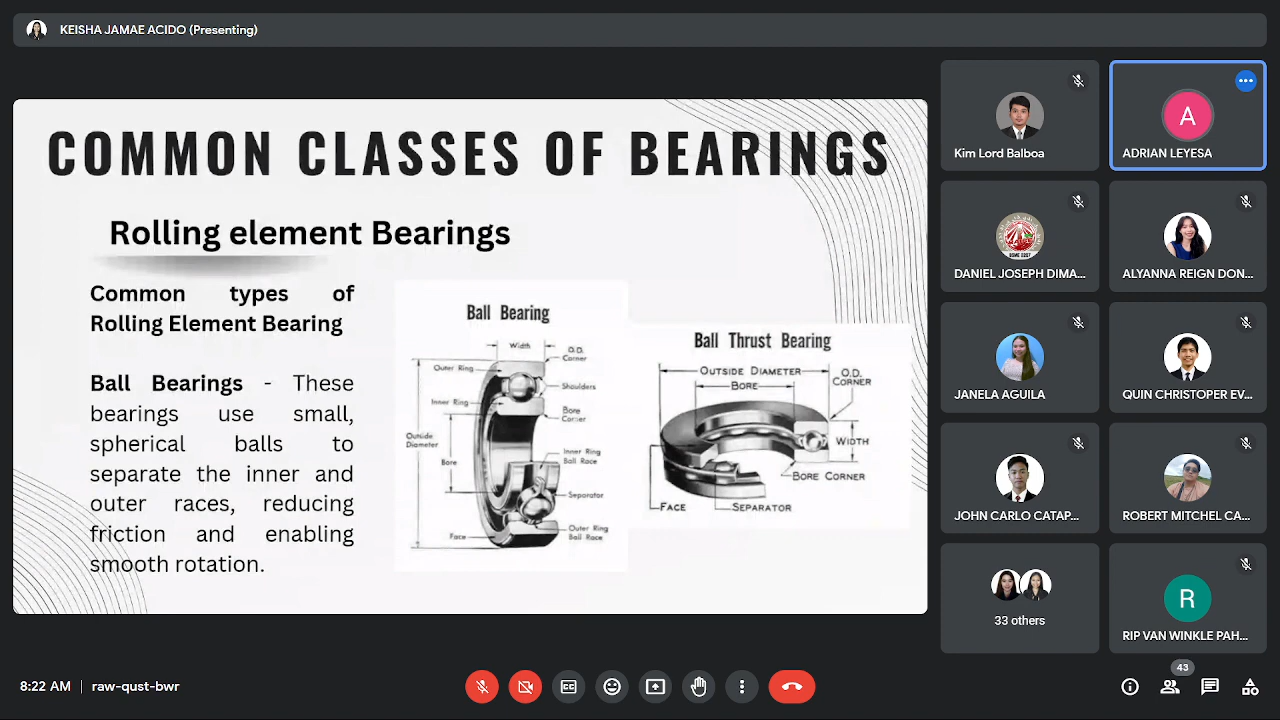 KEISHA JAMAE ACIDO (Presenting)
COMMON CLASSES OF BEARINGS
Rolling element Bearings
Common types of
Rolling Element Bearing
Ball Bearings - These
bearings use small,
spherical balls to
separate the inner and
outer races, reducing
friction and enabling
smooth rotation.
Ball Bearing
Width
O.D.
Corner
Outer Ring
Shoulders
Inner Ring
Bore
Corner
Outside
Diameter
Bore
Inner Ring
Ball Race
Separator
Outer Ring
Ball Race
Face
Ball Thrust Bearing
OUTSIDE DIAMETER
BORE
O.D.
CORNER
WIDTH
BORE CORNER
FACE
SEPARATOR
Kim Lord Balboa
A
ADRIAN LEYESA
DANIEL JOSEPH DIMA...
ALYANNA REIGN DON...
JANELA AGUILA
QUIN CHRISTOPER EV...
JOHN CARLO CATAP...
ROBERT MITCHEL CA...
33 others
R
RIP VAN WINKLE PAH...
8:22 AM | raw-qust-bwr
43